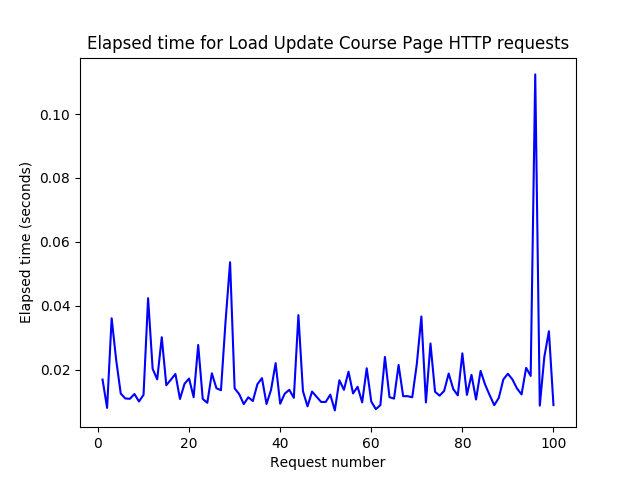 Elapsed time for Load Update Course Page HTTP requests
Elapsed time (seconds)
0.10
0.08
0.06
0.04
0.02
0 20 40 60 80 100
Request number